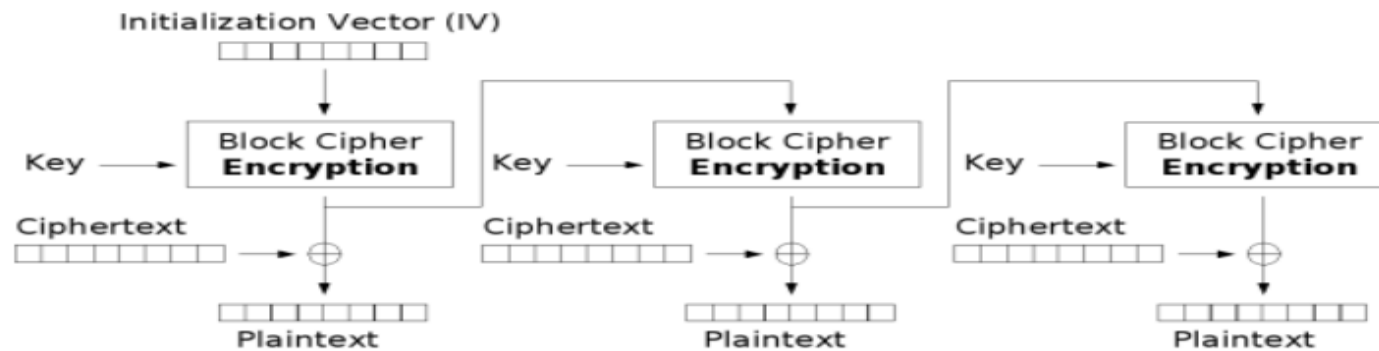 Initialization Vector (IV)
Key
Block Cipher
Encryption
Key
Block Cipher
Encryption
Key
Block Cipher
Encryption
Ciphertext
Ciphertext
Ciphertext
Plaintext
Plaintext
Plaintext